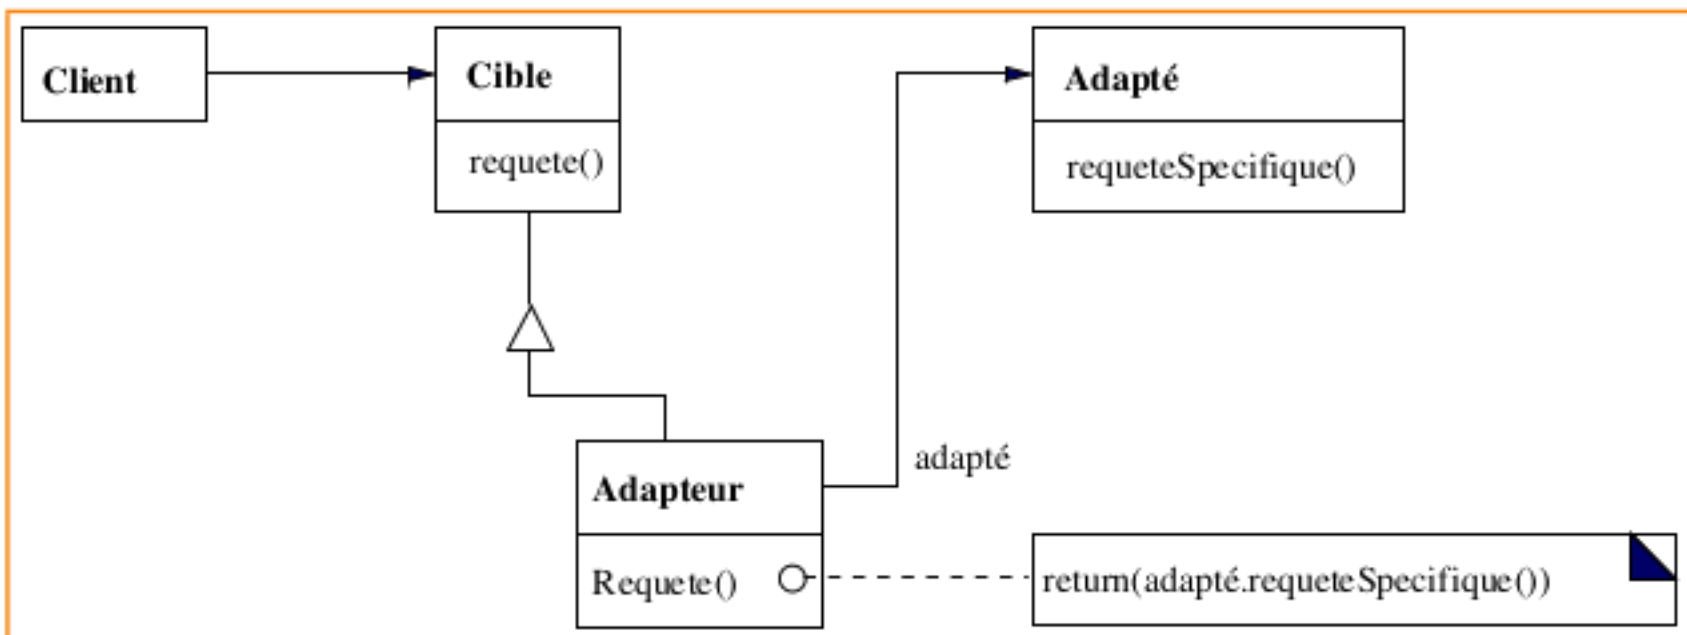 Client
Cible
requete()
Adapté
requeteSpecifique()
adapté
Adapteur
Requete()
return(adapté.requeteSpecifique())